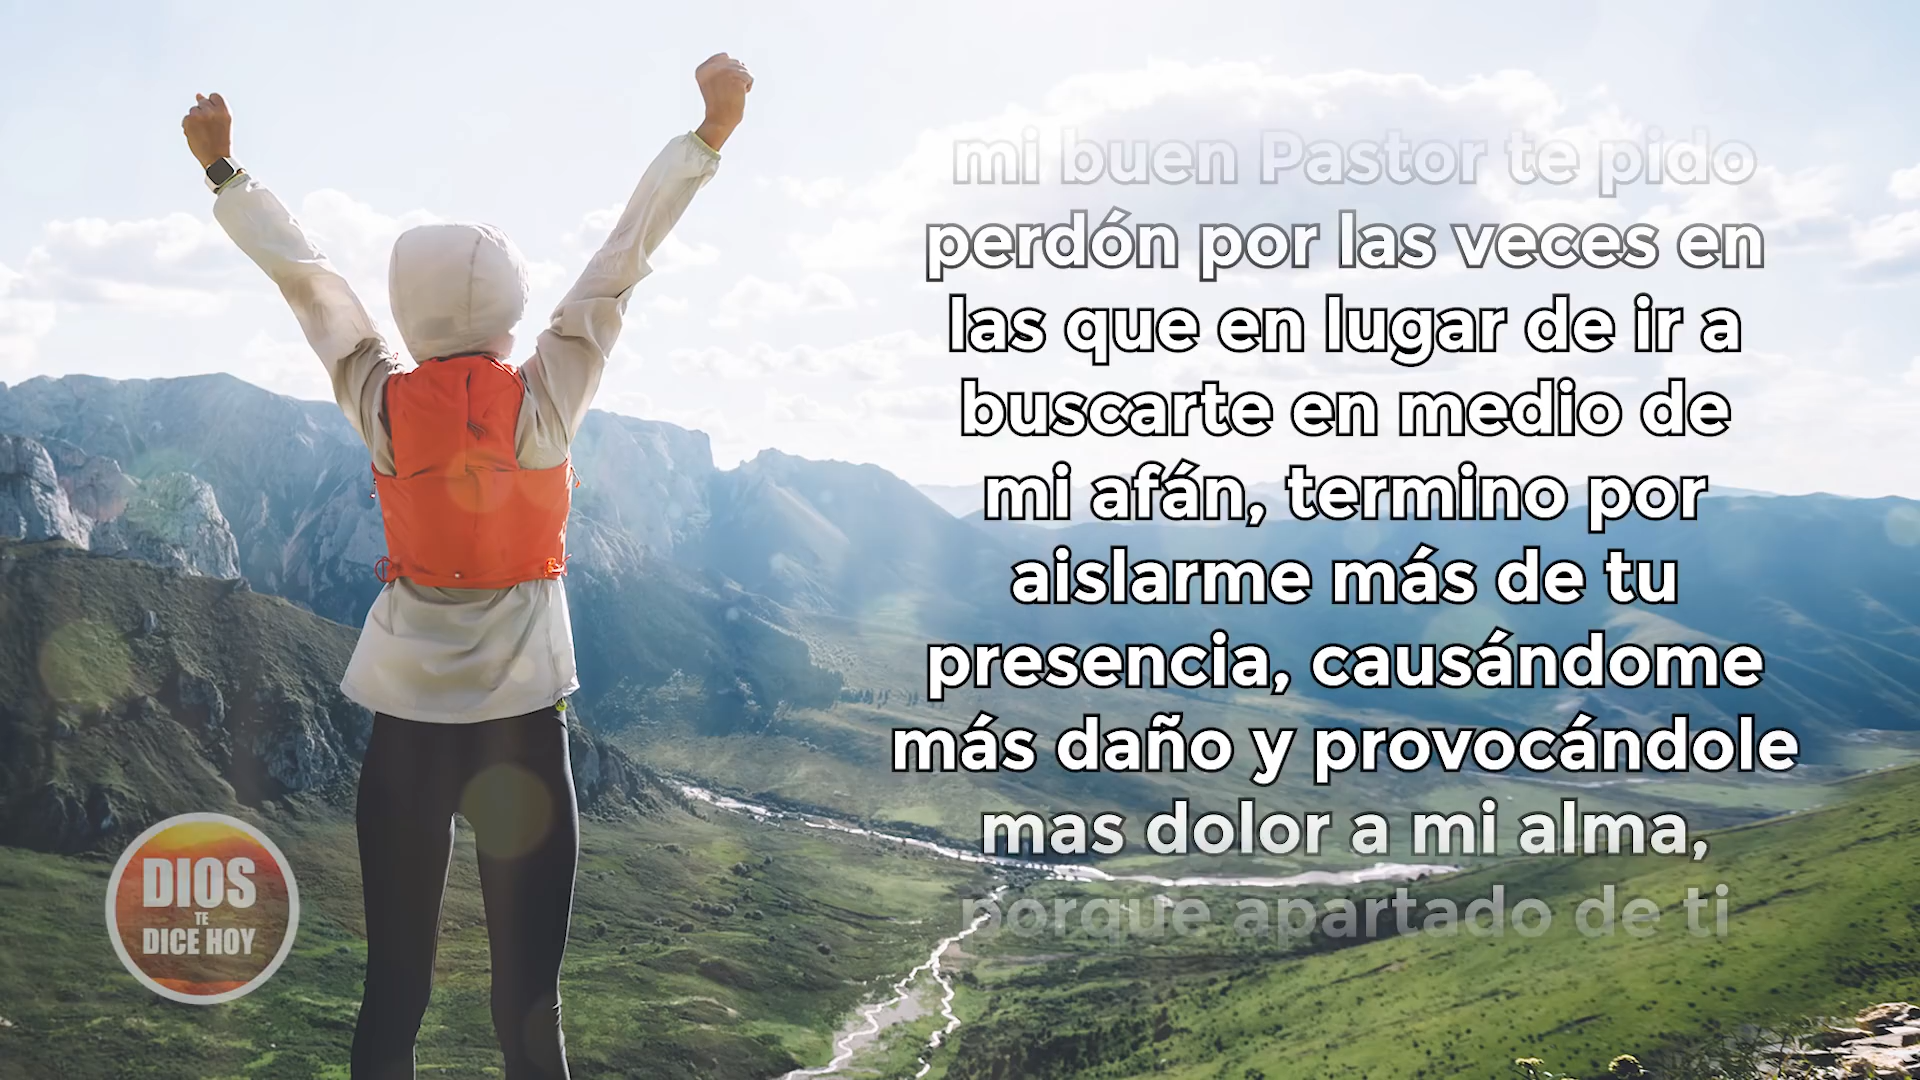 mi buen Pastor te pido
perdón por las veces en
las que en lugar de ir a
buscarte en medio de
mi afán, termino por
aislarme más de tu
presencia, causándome
más daño y provocándole
mas dolor a mi alma,
porque apartado de ti
DIOS
TE
DICE HOY